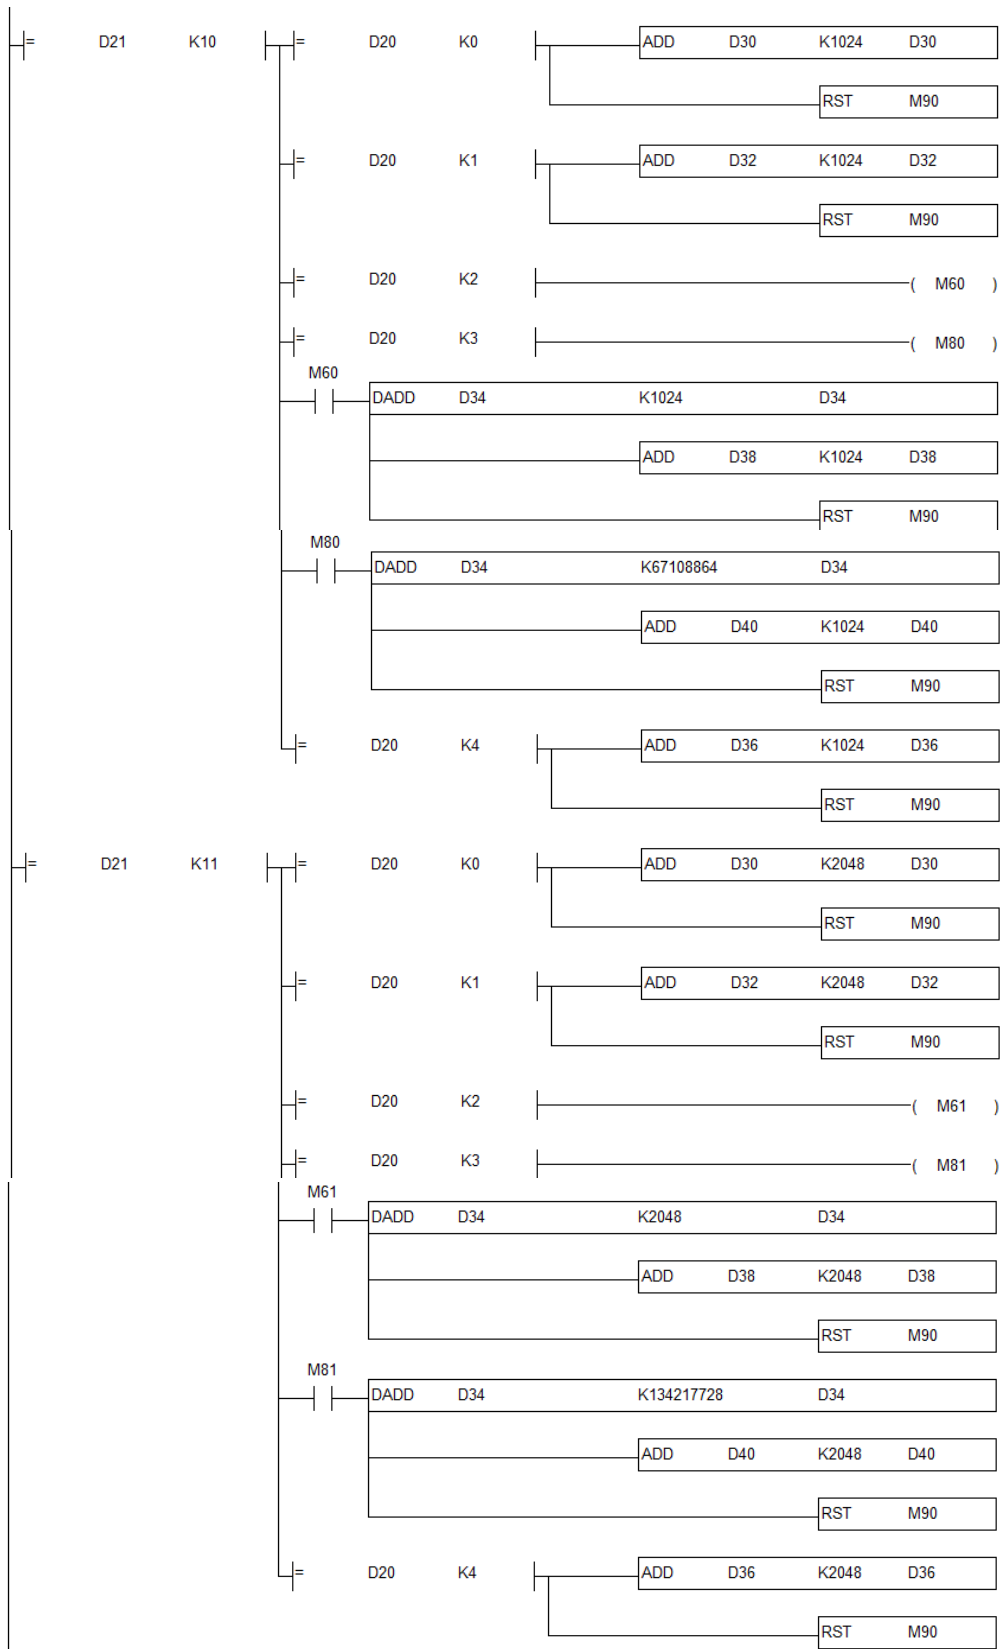 = D21 K10 = D20 K0 ADD D30 K1024 D30
RST M90
= D20 K1 ADD D32 K1024 D32
RST M90
= D20 K2 ( M60 )
= D20 K3 ( M80 )
M60
DADD D34 K1024 D34
ADD D38 K1024 D38
RST M90
M80
DADD D34 K67108864 D34
ADD D40 K1024 D40
RST M90
= D20 K4 ADD D36 K1024 D36
RST M90
= D21 K11 = D20 K0 ADD D30 K2048 D30
RST M90
= D20 K1 ADD D32 K2048 D32
RST M90
= D20 K2 ( M61 )
= D20 K3 ( M81 )
M61
DADD D34 K2048 D34
ADD D38 K2048 D38
RST M90
M81
DADD D34 K134217728 D34
ADD D40 K2048 D40
RST M90
= D20 K4 ADD D36 K2048 D36
RST M90